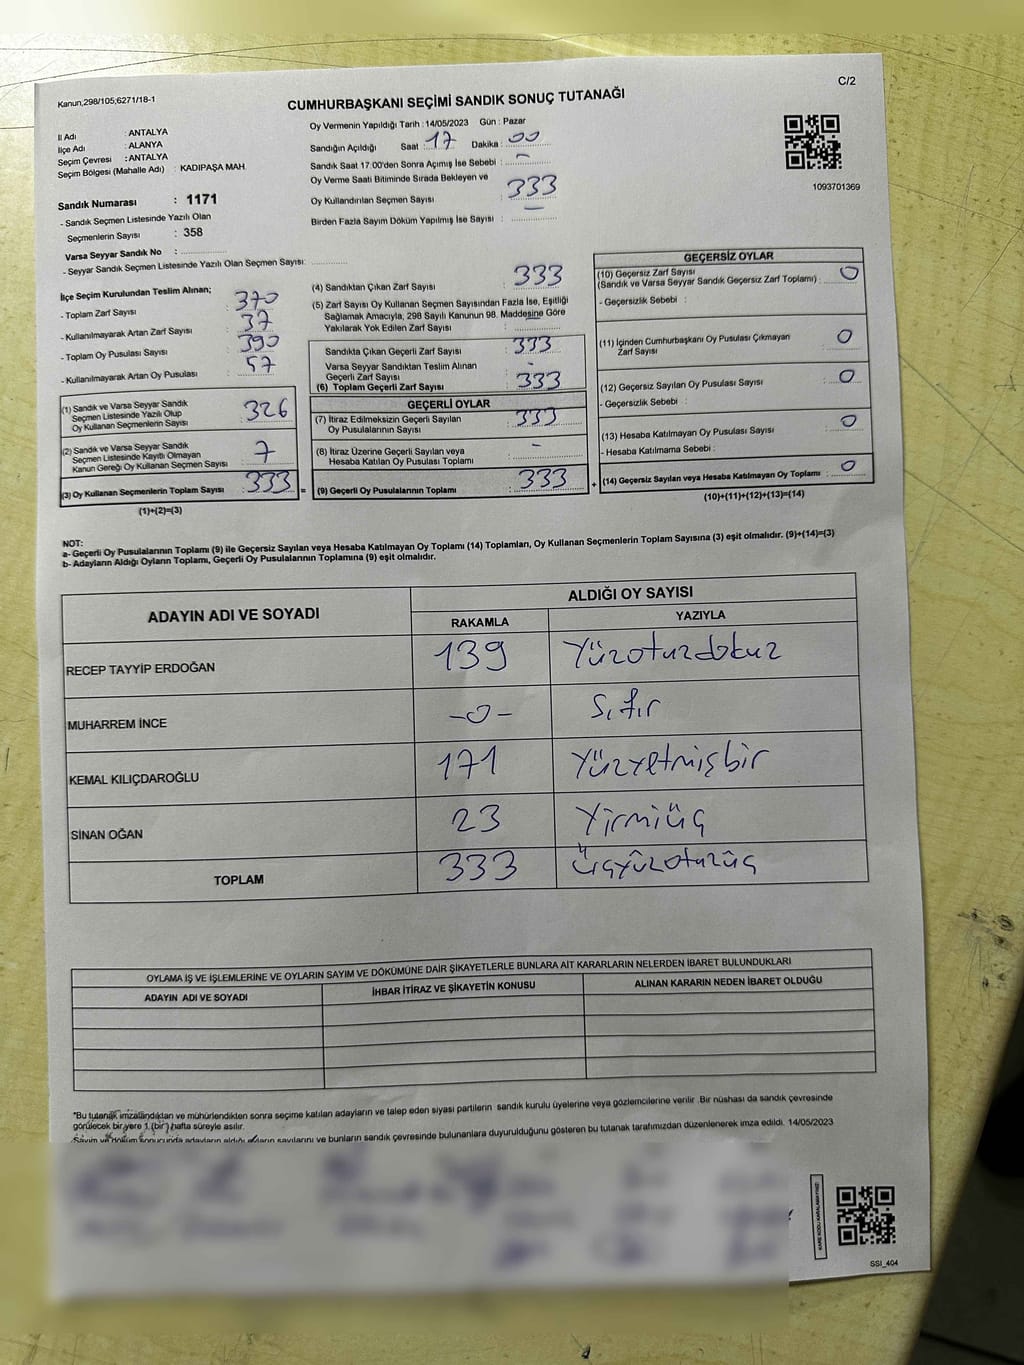 C/2
Kanun,298/105;6271/18-1
CUMHURBAŞKANI SEÇİMİ SANDIK SONUÇ TUTANAĞI
İl Adı : ANTALYA
İlçe Adı : ALANYA
Seçim Çevresi : ANTALYA
Seçim Bölgesi (Mahalle Adı) : KADIPAŞA MAH.
Oy Vermenin Yapıldığı Tarih : 14/05/2023 Gün : Pazar
Sandığın Açıldığı Saat : 17 Dakika : 00
Sandık Saat 17:00'den Sonra Açımış İse Sebebi : -
Oy Verme Saati Bitiminde Sırada Bekleyen ve
Oy Kullandırılan Seçmen Sayısı : 333
Birden Fazla Sayım Döküm Yapılmış İse Sayısı : -
1093701369
Sandık Numarası : 1171
- Sandık Seçmen Listesinde Yazılı Olan
Seçmenlerin Sayısı : 358
Varsa Seyyar Sandık No :
- Seyyar Sandık Seçmen Listesinde Yazılı Olan Seçmen Sayısı:
İlçe Seçim Kurulundan Teslim Alınan;
- Toplam Zarf Sayısı : 370
- Kullanılmayarak Artan Zarf Sayısı : 37
- Toplam Oy Pusulası Sayısı : 390
- Kullanılmayarak Artan Oy Pusulası : 57
(1) Sandık ve Varsa Seyyar Sandık
Seçmen Listesinde Yazılı Olup
Oy Kullanan Seçmenlerin Sayısı : 326
(2) Sandık ve Varsa Seyyar Sandık
Seçmen Listesinde Kayıtlı Olmayan
Kanun Gereği Oy Kullanan Seçmen Sayısı : 7
(3) Oy Kullanan Seçmenlerin Toplam Sayısı : 333
(1)+(2)=(3)
(4) Sandıktan Çıkan Zarf Sayısı : 333
(5) Zarf Sayısı Oy Kullanan Seçmen Sayısından Fazla İse, Eşitliği
Sağlamak Amacıyla, 298 Sayılı Kanunun 98. Maddesine Göre
Yakılarak Yok Edilen Zarf Sayısı :
Sandıkta Çıkan Geçerli Zarf Sayısı : 333
Varsa Seyyar Sandıktan Teslim Alınan
Geçerli Zarf Sayısı : -
(6) Toplam Geçerli Zarf Sayısı : 333
GEÇERLİ OYLAR
(7) İtiraz Edilmeksizin Geçerli Sayılan
Oy Pusulalarının Sayısı : 333
(8) İtiraz Üzerine Geçerli Sayılan veya
Hesaba Katılan Oy Pusulası Toplamı : -
= (9) Geçerli Oy Pusulalarının Toplamı : 333
GEÇERSİZ OYLAR
(10) Geçersiz Zarf Sayısı
(Sandık ve Varsa Seyyar Sandık Geçersiz Zarf Toplamı) : 0
- Geçersizlik Sebebi :
(11) İçinden Cumhurbaşkanı Oy Pusulası Çıkmayan
Zarf Sayısı : 0
(12) Geçersiz Sayılan Oy Pusulası Sayısı : 0
- Geçersizlik Sebebi :
(13) Hesaba Katılmayan Oy Pusulası Sayısı : 0
- Hesaba Katılmama Sebebi :
+ (14) Geçersiz Sayılan veya Hesaba Katılmayan Oy Toplamı : 0
(10)+(11)+(12)+(13)=(14)
NOT:
a- Geçerli Oy Pusulalarının Toplamı (9) ile Geçersiz Sayılan veya Hesaba Katılmayan Oy Toplamı (14) Toplamları, Oy Kullanan Seçmenlerin Toplam Sayısına (3) eşit olmalıdır. (9)+(14)=(3)
b- Adayların Aldığı Oyların Toplamı, Geçerli Oy Pusulalarının Toplamına (9) eşit olmalıdır.
ADAYIN ADI VE SOYADI ALDIĞI OY SAYISI
RAKAMLA YAZIYLA
RECEP TAYYİP ERDOĞAN 139 Yüzotuzdokuz
MUHARREM İNCE -0- Sıfır
KEMAL KILIÇDAROĞLU 171 Yüzyetmişbir
SİNAN OĞAN 23 Yirmiüç
TOPLAM 333 Üçyüzotuzüç
OYLAMA İŞ VE İŞLEMLERİNE VE OYLARIN SAYIM VE DÖKÜMÜNE DAİR ŞİKAYETLERLE BUNLARA AİT KARARLARIN NELERDEN İBARET BULUNDUKLARI
ADAYIN ADI VE SOYADI İHBAR İTİRAZ VE ŞİKAYETİN KONUSU ALINAN KARARIN NEDEN İBARET OLDUĞU
*Bu tutanak imzalandıktan ve mühürlendikten sonra seçime katılan adayların ve talep eden siyasi partilerin sandık kurulu üyelerine veya gözlemcilerine verilir .Bir nüshası da sandık çevresinde
görülecek bir yere 1 (bir) hafta süreyle asılır.
Sayım ve döküm sonucunda adayların aldığı oyların sayılarını ve bunların sandık çevresinde bulunanlara duyurulduğunu gösteren bu tutanak tarafımızdan düzenlenerek imza edildi. 14/05/2023
SSI_404